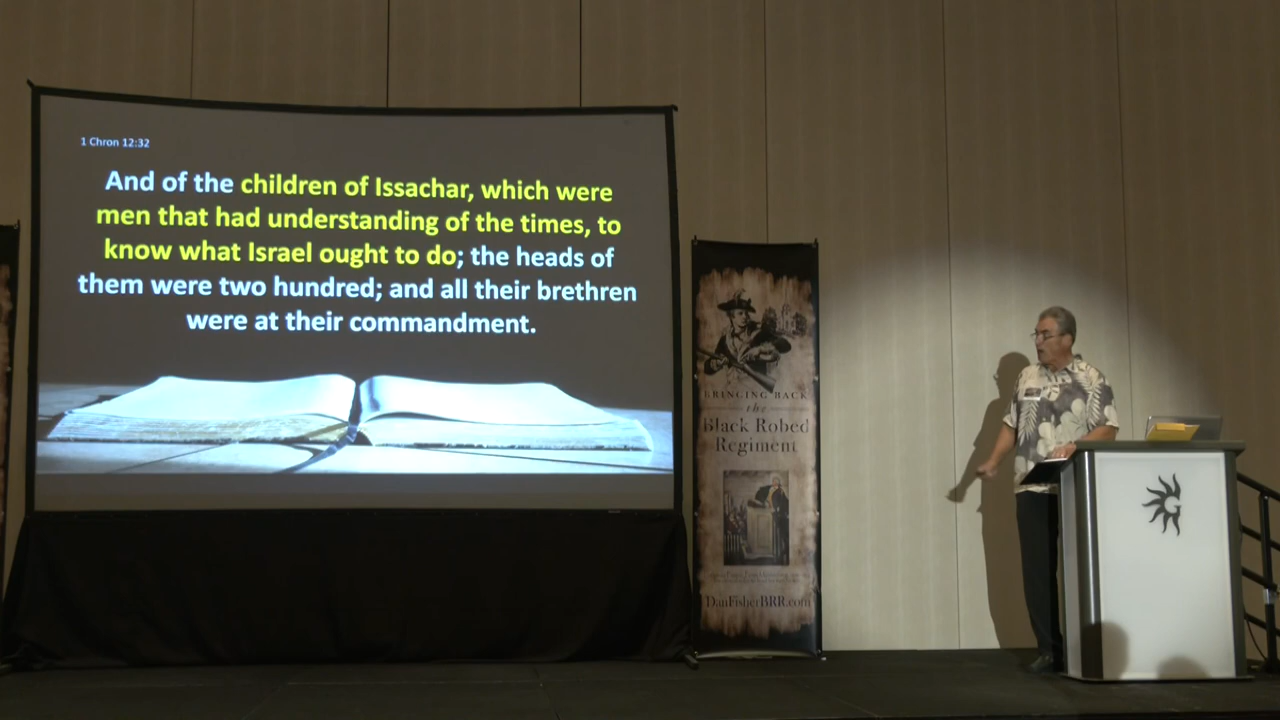 1 Chron 12:32
And of the children of Issachar, which were
men that had understanding of the times, to
know what Israel ought to do; the heads of
them were two hundred; and all their brethren
were at their commandment.
BRINGING BACK
the
Black Robed
Regiment
DanFisherBRR.com